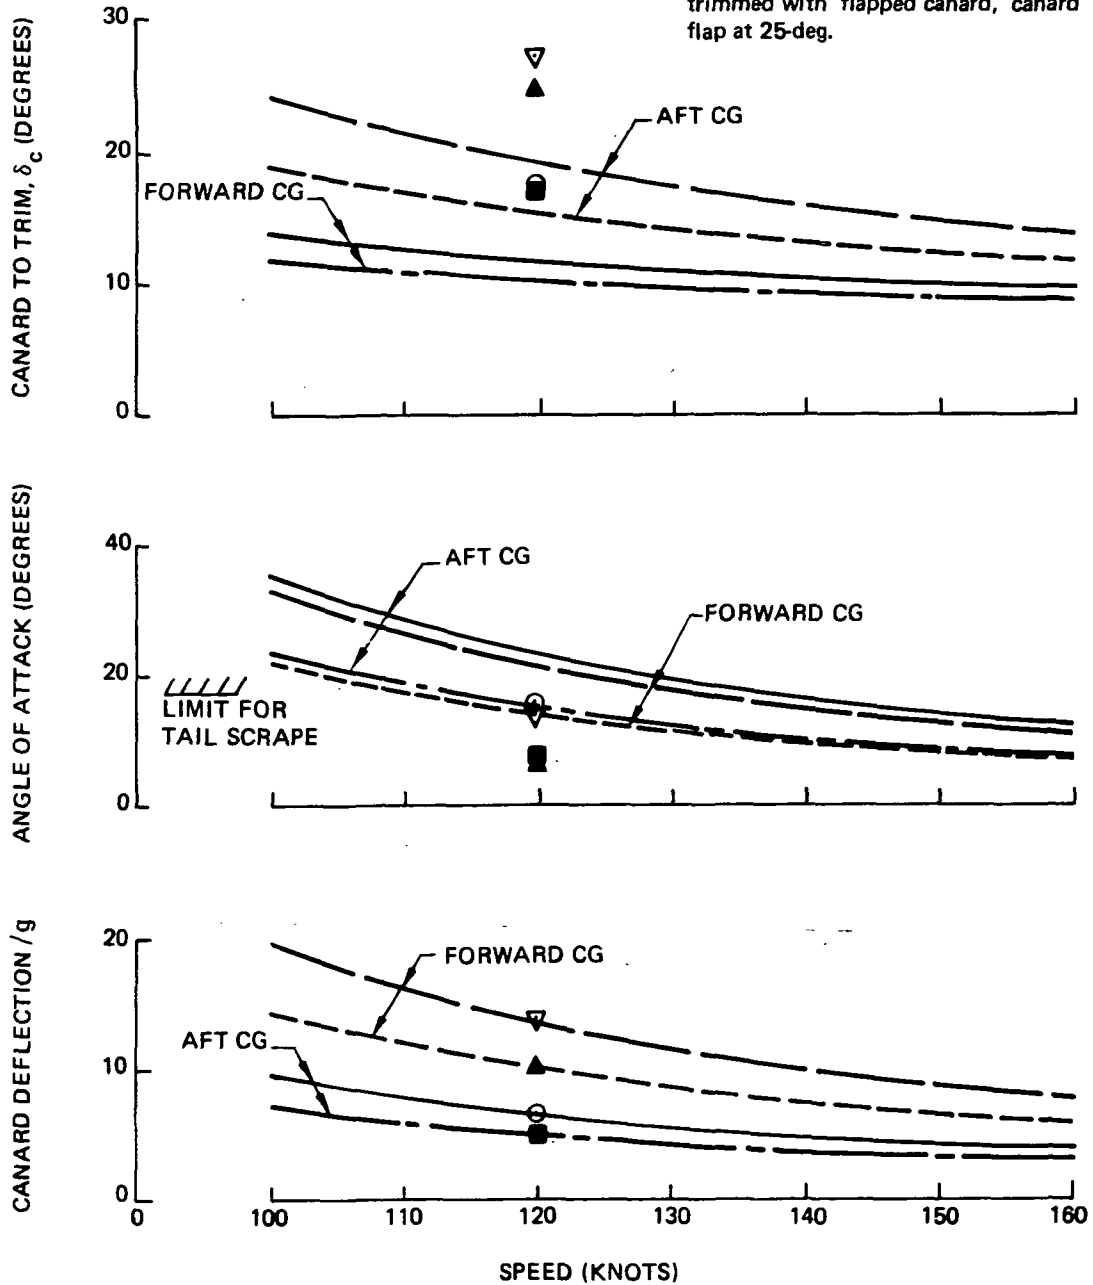 trimmed with flapped canard, canard
flap at 25-deg.
CANARD TO TRIM, δc (DEGREES)
30
20
10
0
AFT CG
FORWARD CG
ANGLE OF ATTACK (DEGREES)
40
20
0
AFT CG
FORWARD CG
LIMIT FOR
TAIL SCRAPE
CANARD DEFLECTION /g
20
10
0
FORWARD CG
AFT CG
0 100 110 120 130 140 150 160
SPEED (KNOTS)